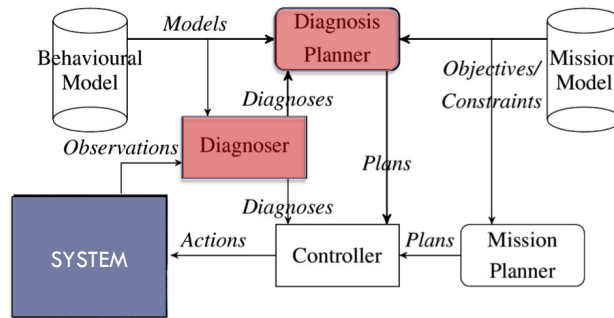 Models
Diagnosis
Planner
Behavioural
Model
Mission
Model
Objectives/
Constraints
Diagnoses
Observations
Diagnoser
Plans
Diagnoses
SYSTEM
Actions
Controller
Plans
Mission
Planner